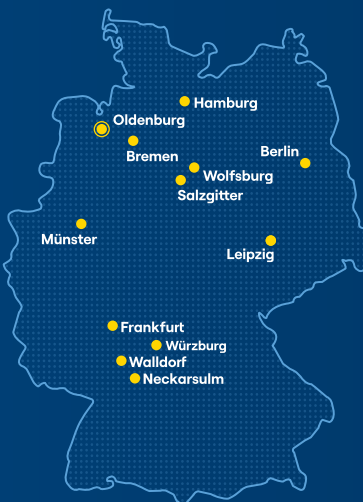 Hamburg
Oldenburg
Bremen
Berlin
Wolfsburg
Salzgitter
Münster
Leipzig
Frankfurt
Würzburg
Walldorf
Neckarsulm